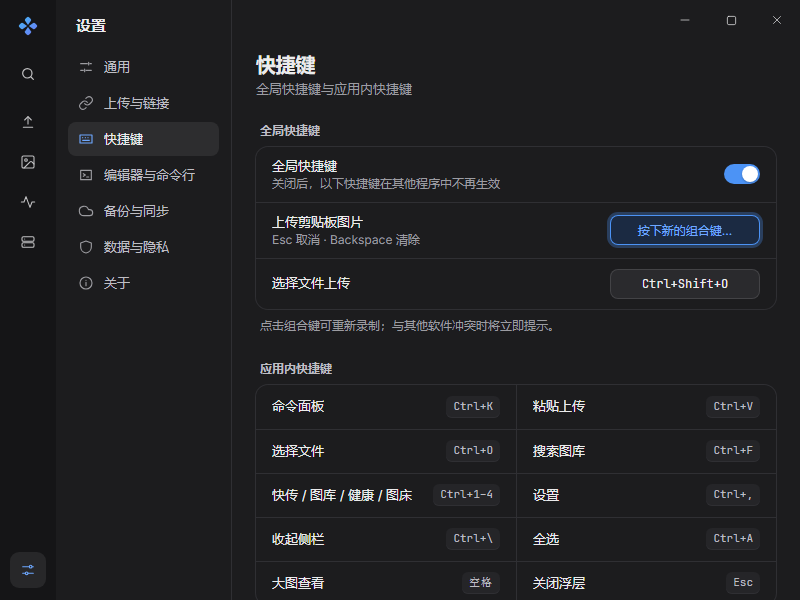 设置
通用
上传与链接
快捷键
编辑器与命令行
备份与同步
数据与隐私
关于
快捷键
全局快捷键与应用内快捷键
全局快捷键
全局快捷键
关闭后，以下快捷键在其他程序中不再生效
上传剪贴板图片
Esc 取消 · Backspace 清除
按下新的组合键…
选择文件上传
Ctrl+Shift+O
点击组合键可重新录制；与其他软件冲突时将立即提示。
应用内快捷键
命令面板 Ctrl+K 粘贴上传 Ctrl+V
选择文件 Ctrl+O 搜索图库 Ctrl+F
快传 / 图库 / 健康 / 图床 Ctrl+1-4 设置 Ctrl+,
收起侧栏 Ctrl+\ 全选 Ctrl+A
大图查看 空格 关闭浮层 Esc